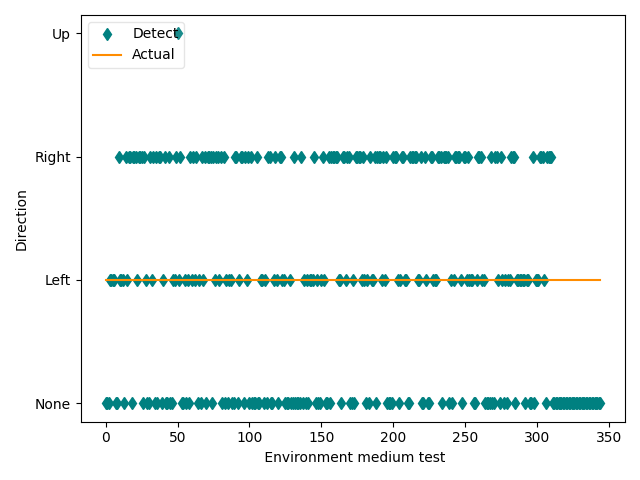 Up
Detect
Actual
Right
Direction
Left
None
0 50 100 150 200 250 300 350
Environment medium test